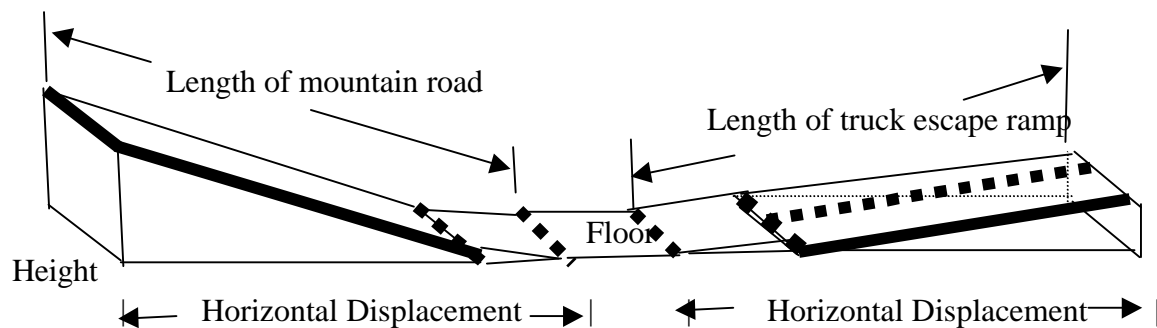 Length of mountain road
Length of truck escape ramp
Floor
Height
Horizontal Displacement
Horizontal Displacement